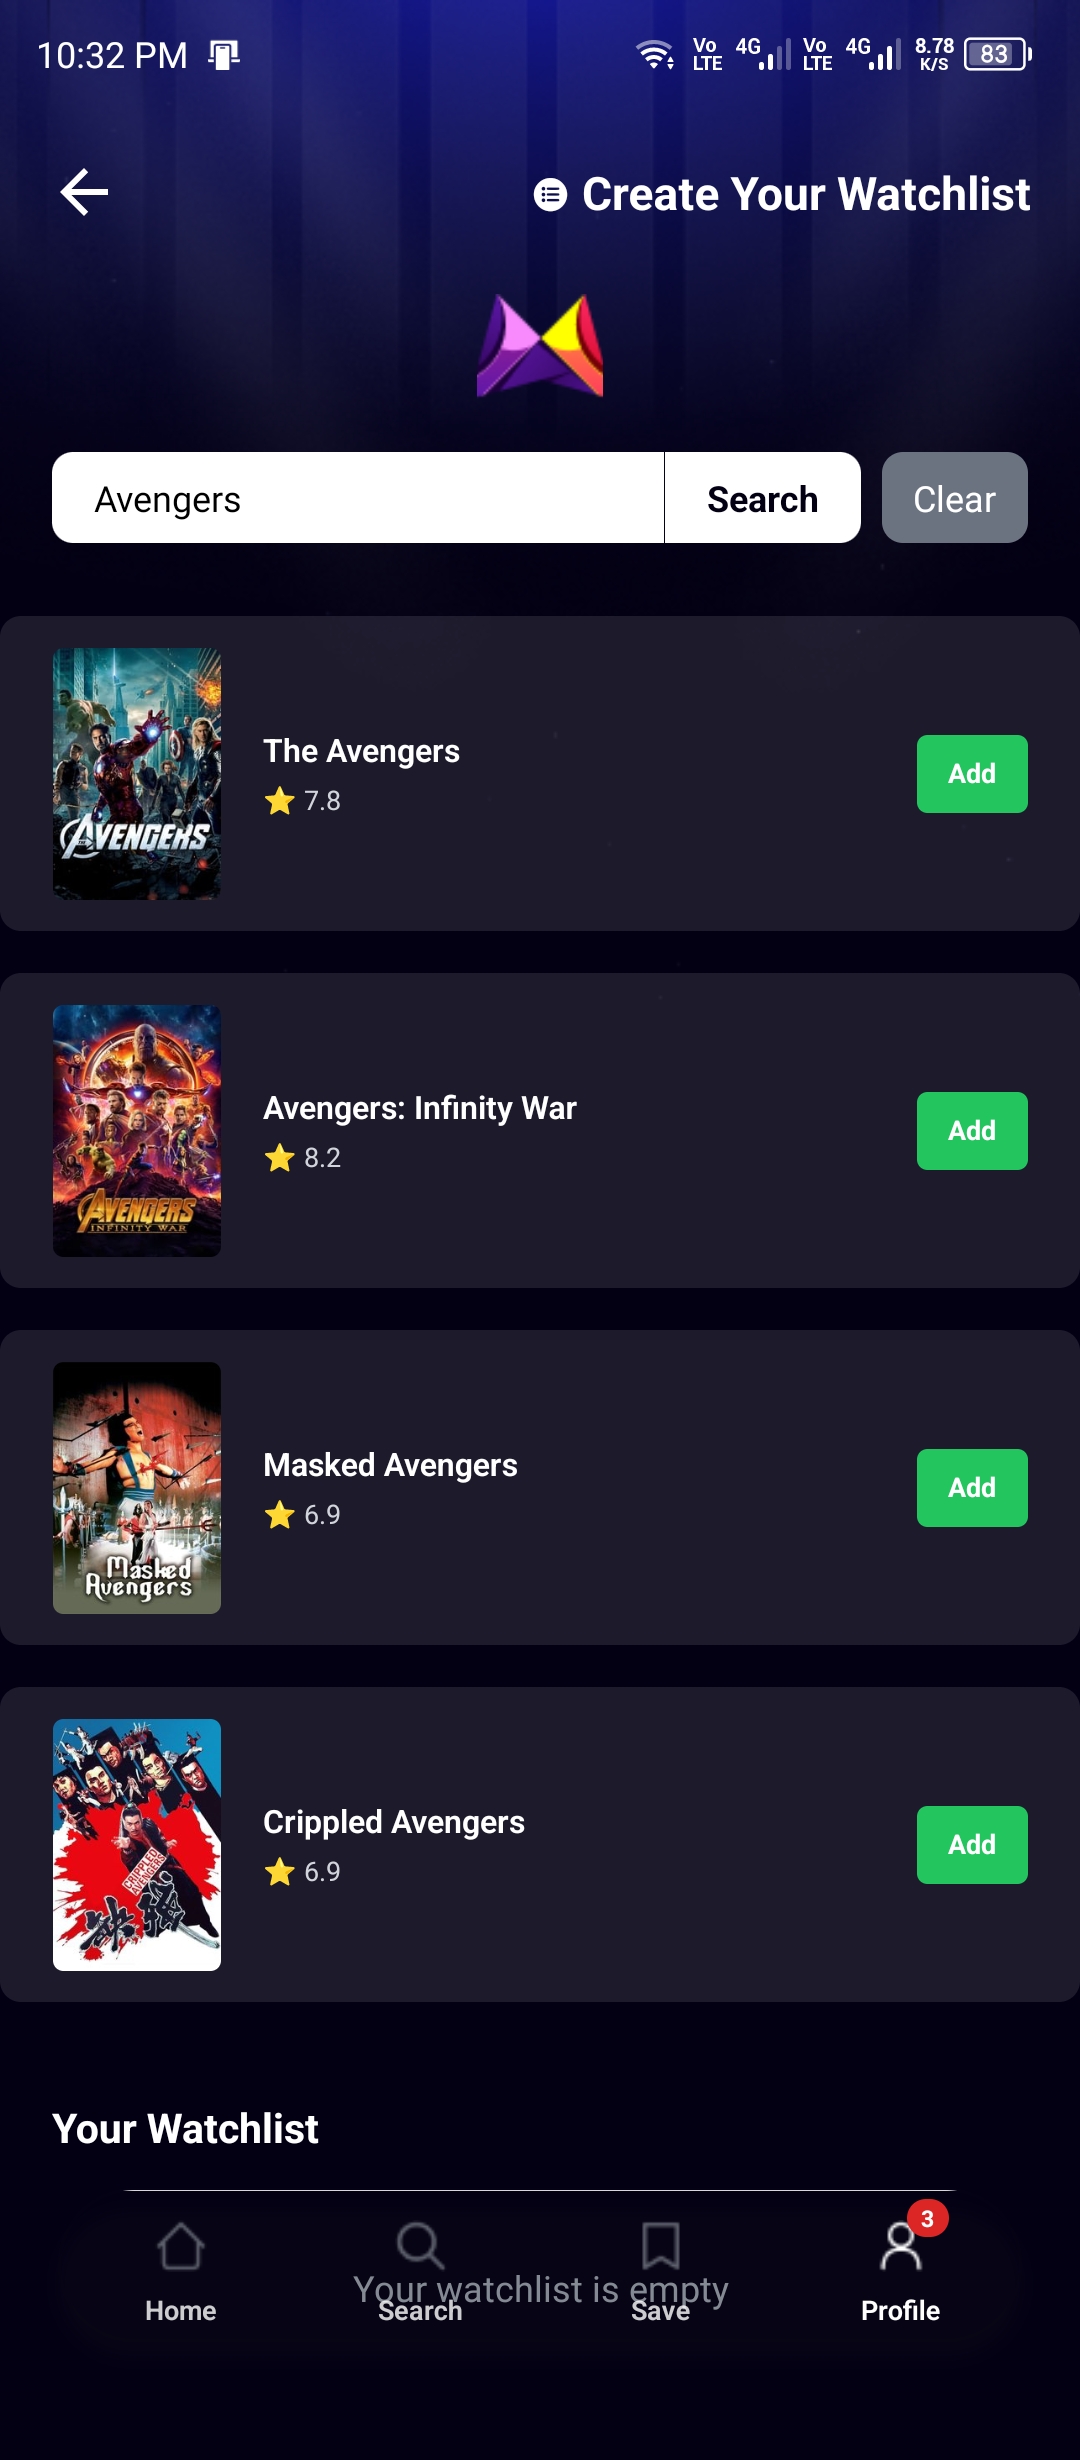 10:32 PM
Vo LTE 4G Vo LTE 4G 8.78 K/S 83
Create Your Watchlist
Avengers
Search
Clear
THE AVENGERS
The Avengers
7.8
Add
AVENGERS
INFINITY WAR
Avengers: Infinity War
8.2
Add
Masked
Avengers
Masked Avengers
6.9
Add
CRIPPLED
AVENGERS
Crippled Avengers
6.9
Add
Your Watchlist
3
Your watchlist is empty
Home
Search
Save
Profile